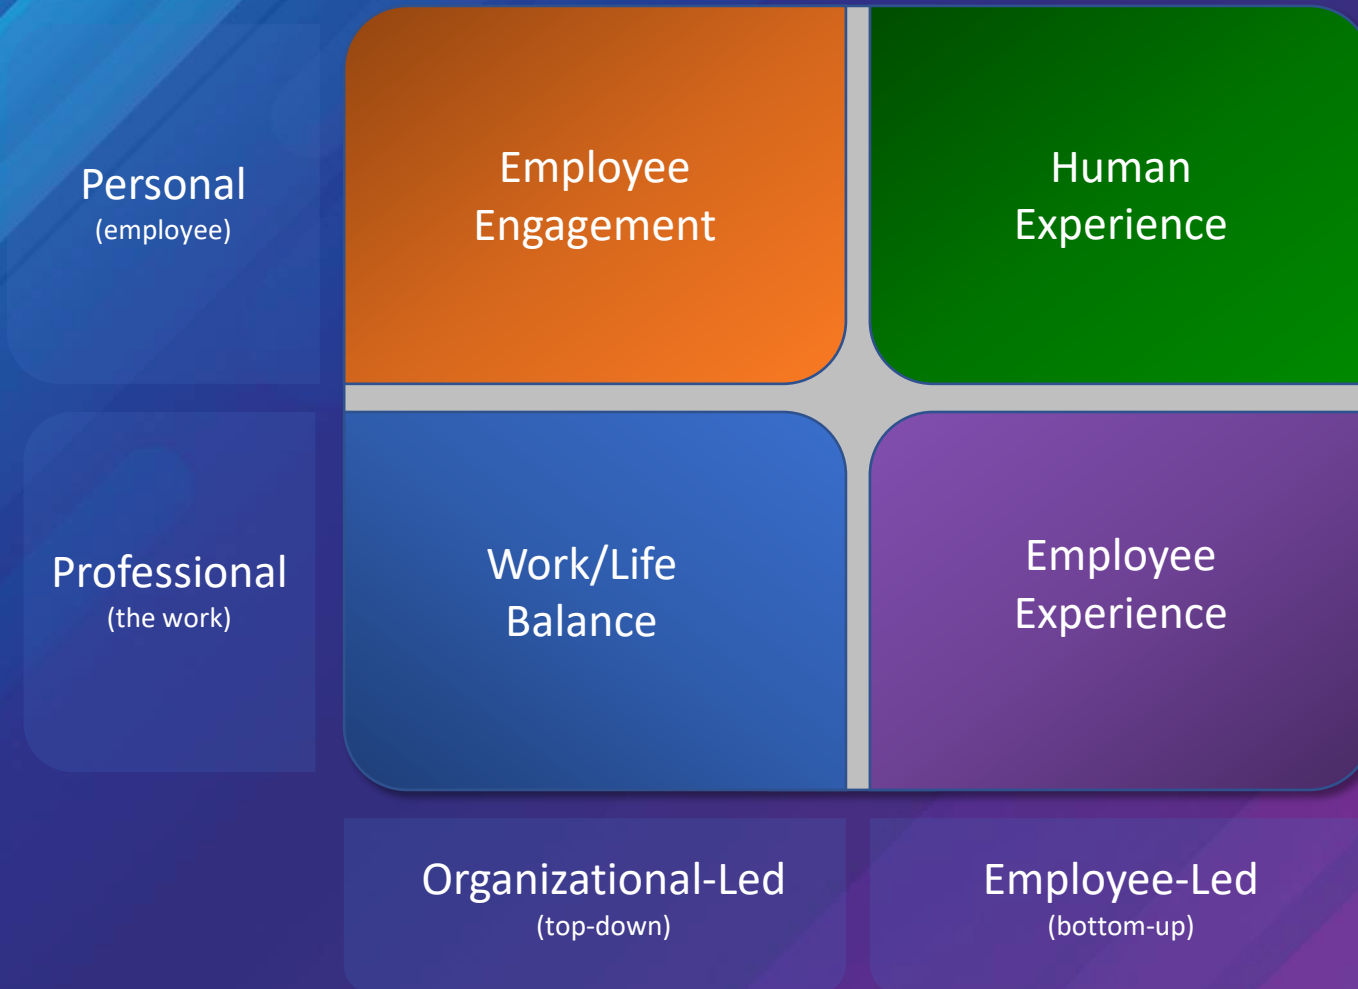 Personal
(employee)
Employee
Engagement
Human
Experience
Professional
(the work)
Work/Life
Balance
Employee
Experience
Organizational-Led
(top-down)
Employee-Led
(bottom-up)